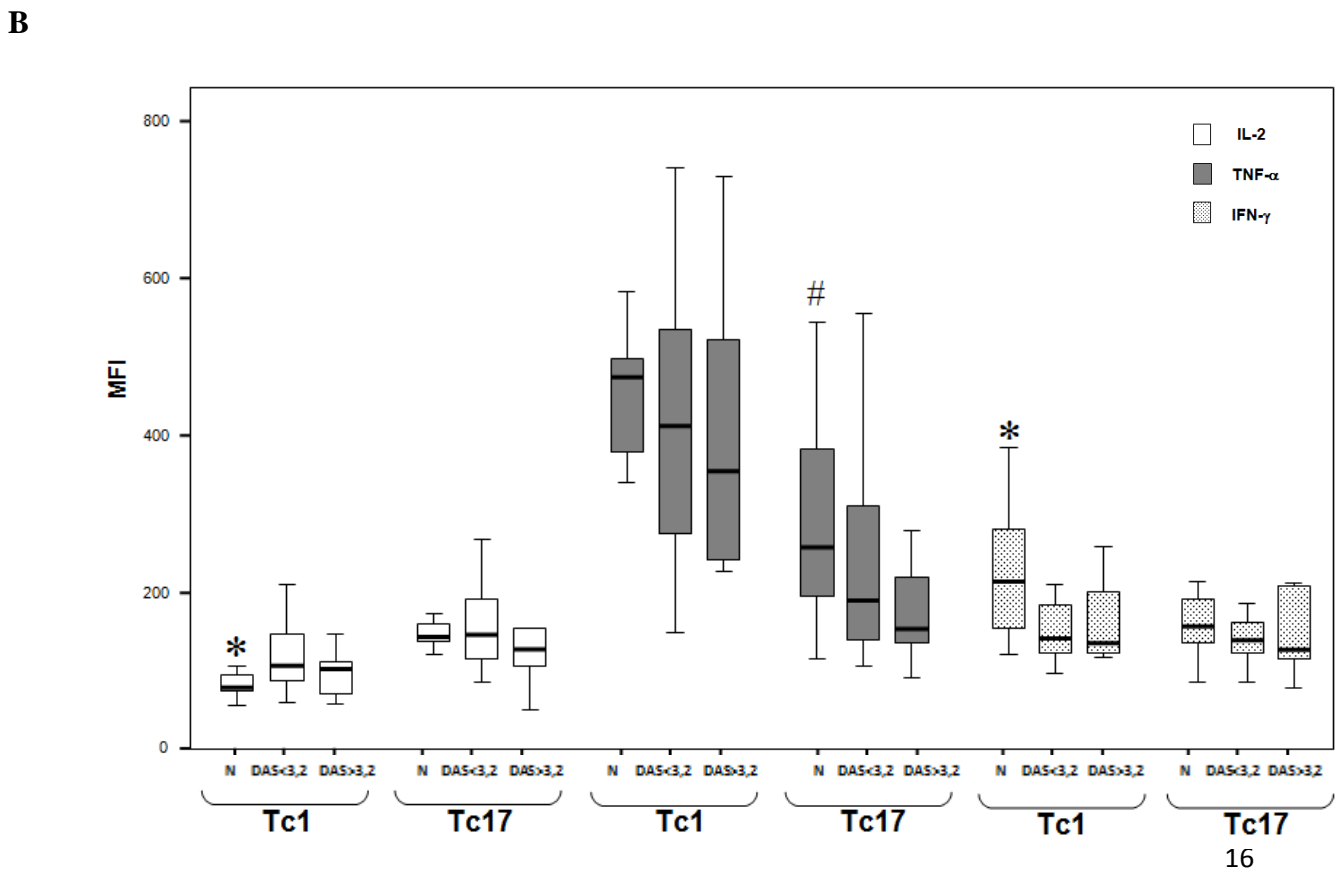 B
800
600
400
200
0
MFI
IL-2
TNF-α
IFN-γ
*
#
*
N DAS<3,2 DAS>3,2 N DAS<3,2 DAS>3,2 N DAS<3,2 DAS>3,2 N DAS<3,2 DAS>3,2 N DAS<3,2 DAS>3,2 N DAS<3,2 DAS>3,2
Tc1 Tc17 Tc1 Tc17 Tc1 Tc17
16